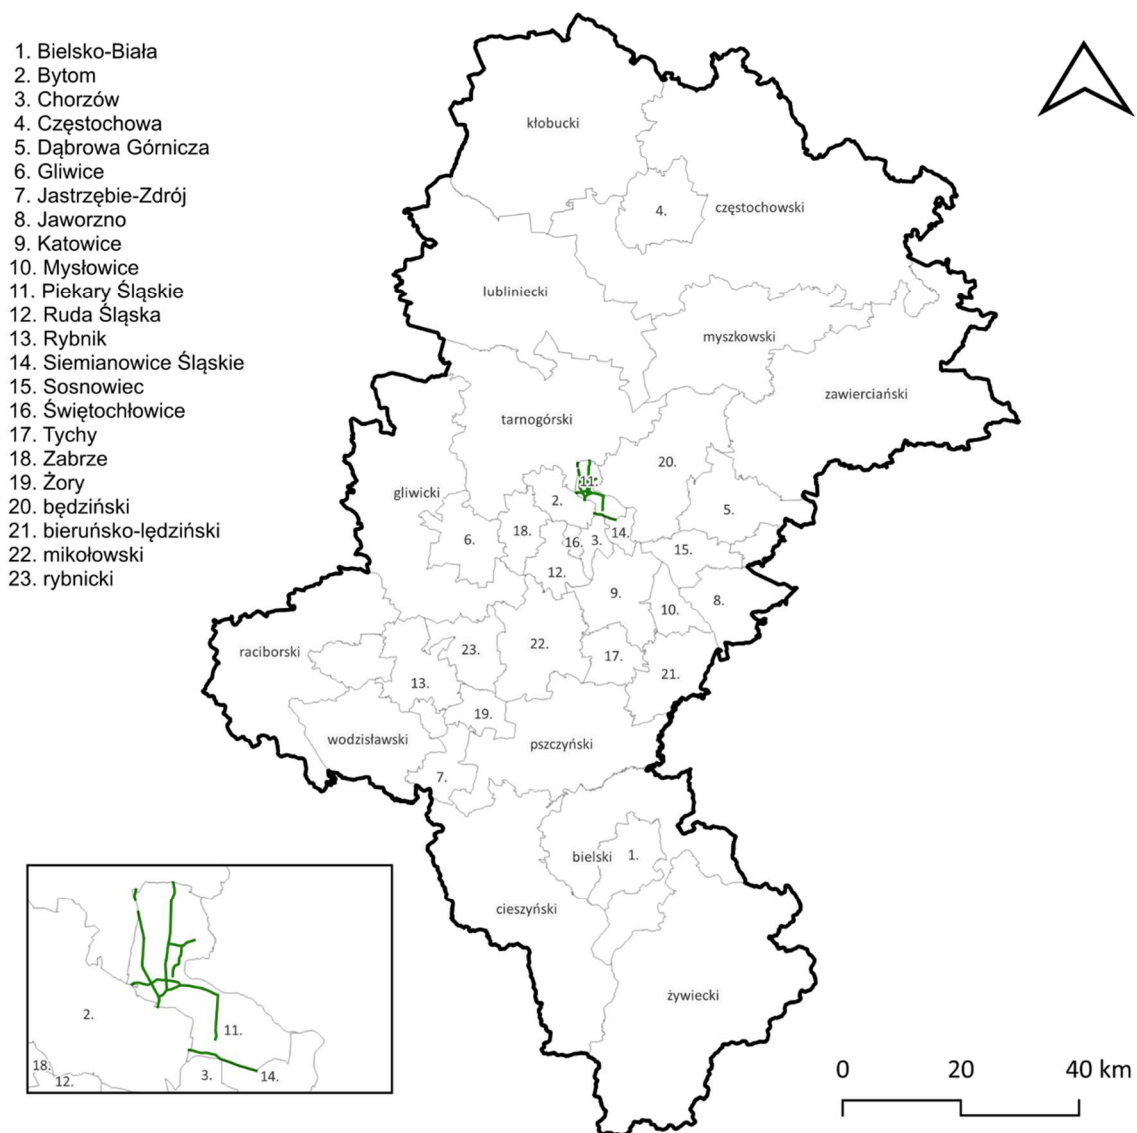 1. Bielsko-Biała
2. Bytom
3. Chorzów
4. Częstochowa
5. Dąbrowa Górnicza
6. Gliwice
7. Jastrzębie-Zdrój
8. Jaworzno
9. Katowice
10. Mysłowice
11. Piekary Śląskie
12. Ruda Śląska
13. Rybnik
14. Siemianowice Śląskie
15. Sosnowiec
16. Świętochłowice
17. Tychy
18. Zabrze
19. Żory
20. będziński
21. bieruńsko-lędziński
22. mikołowski
23. rybnicki
kłobucki
4.
częstochowski
lubliniecki
myszkowski
zawierciański
tarnogórski
20.
11.
gliwicki
2.
5.
18.
14.
6.
16.
3.
15.
12.
9.
8.
10.
raciborski
23.
22.
17.
21.
13.
19.
wodzisławski
pszczyński
7.
bielski
1.
cieszyński
żywiecki
2.
11.
18.
12.
3.
14.
0 20 40 km